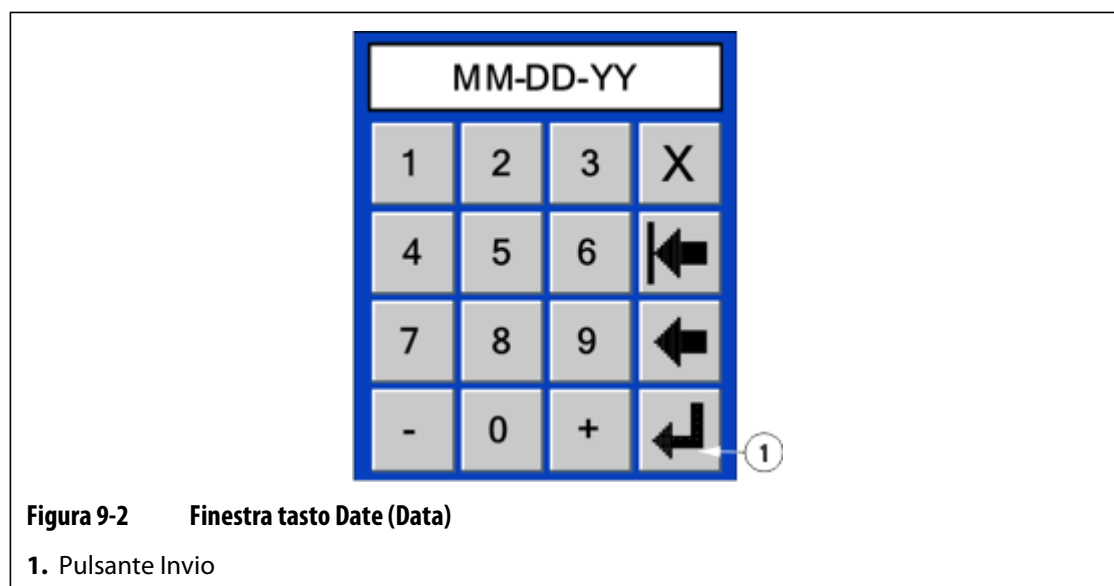 MM-DD-YY
1 2 3 X
4 5 6
7 8 9
- 0 +
1
Figura 9-2 Finestra tasto Date (Data)
1. Pulsante Invio